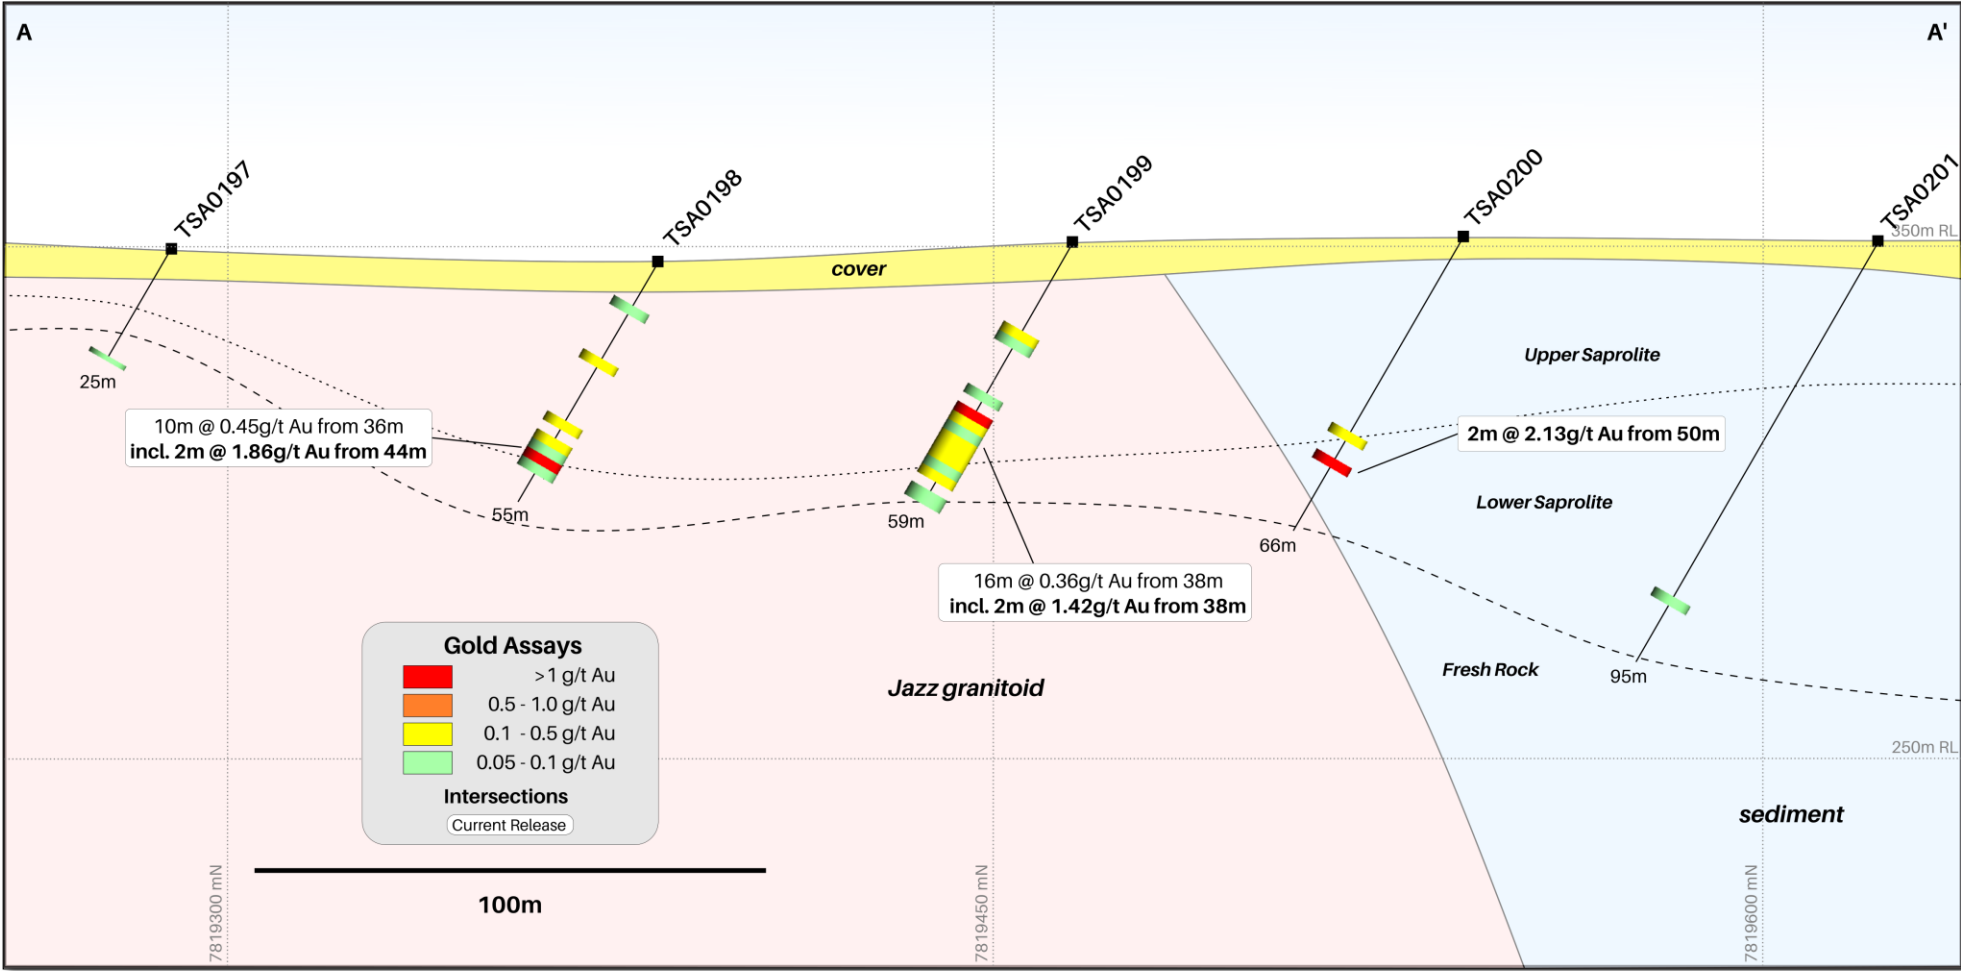 A
A'
TSA0197
TSA0198
TSA0199
TSA0200
TSA0201
350m RL
cover
Upper Saprolite
25m
10m @ 0.45g/t Au from 36m
incl. 2m @ 1.86g/t Au from 44m
2m @ 2.13g/t Au from 50m
Lower Saprolite
55m
59m
66m
16m @ 0.36g/t Au from 38m
incl. 2m @ 1.42g/t Au from 38m
Fresh Rock
95m
Jazz granitoid
Gold Assays
>1 g/t Au
0.5 - 1.0 g/t Au
0.1 - 0.5 g/t Au
0.05 - 0.1 g/t Au
Intersections
Current Release
250m RL
sediment
100m
7819300 mN
7819450 mN
7819600 mN